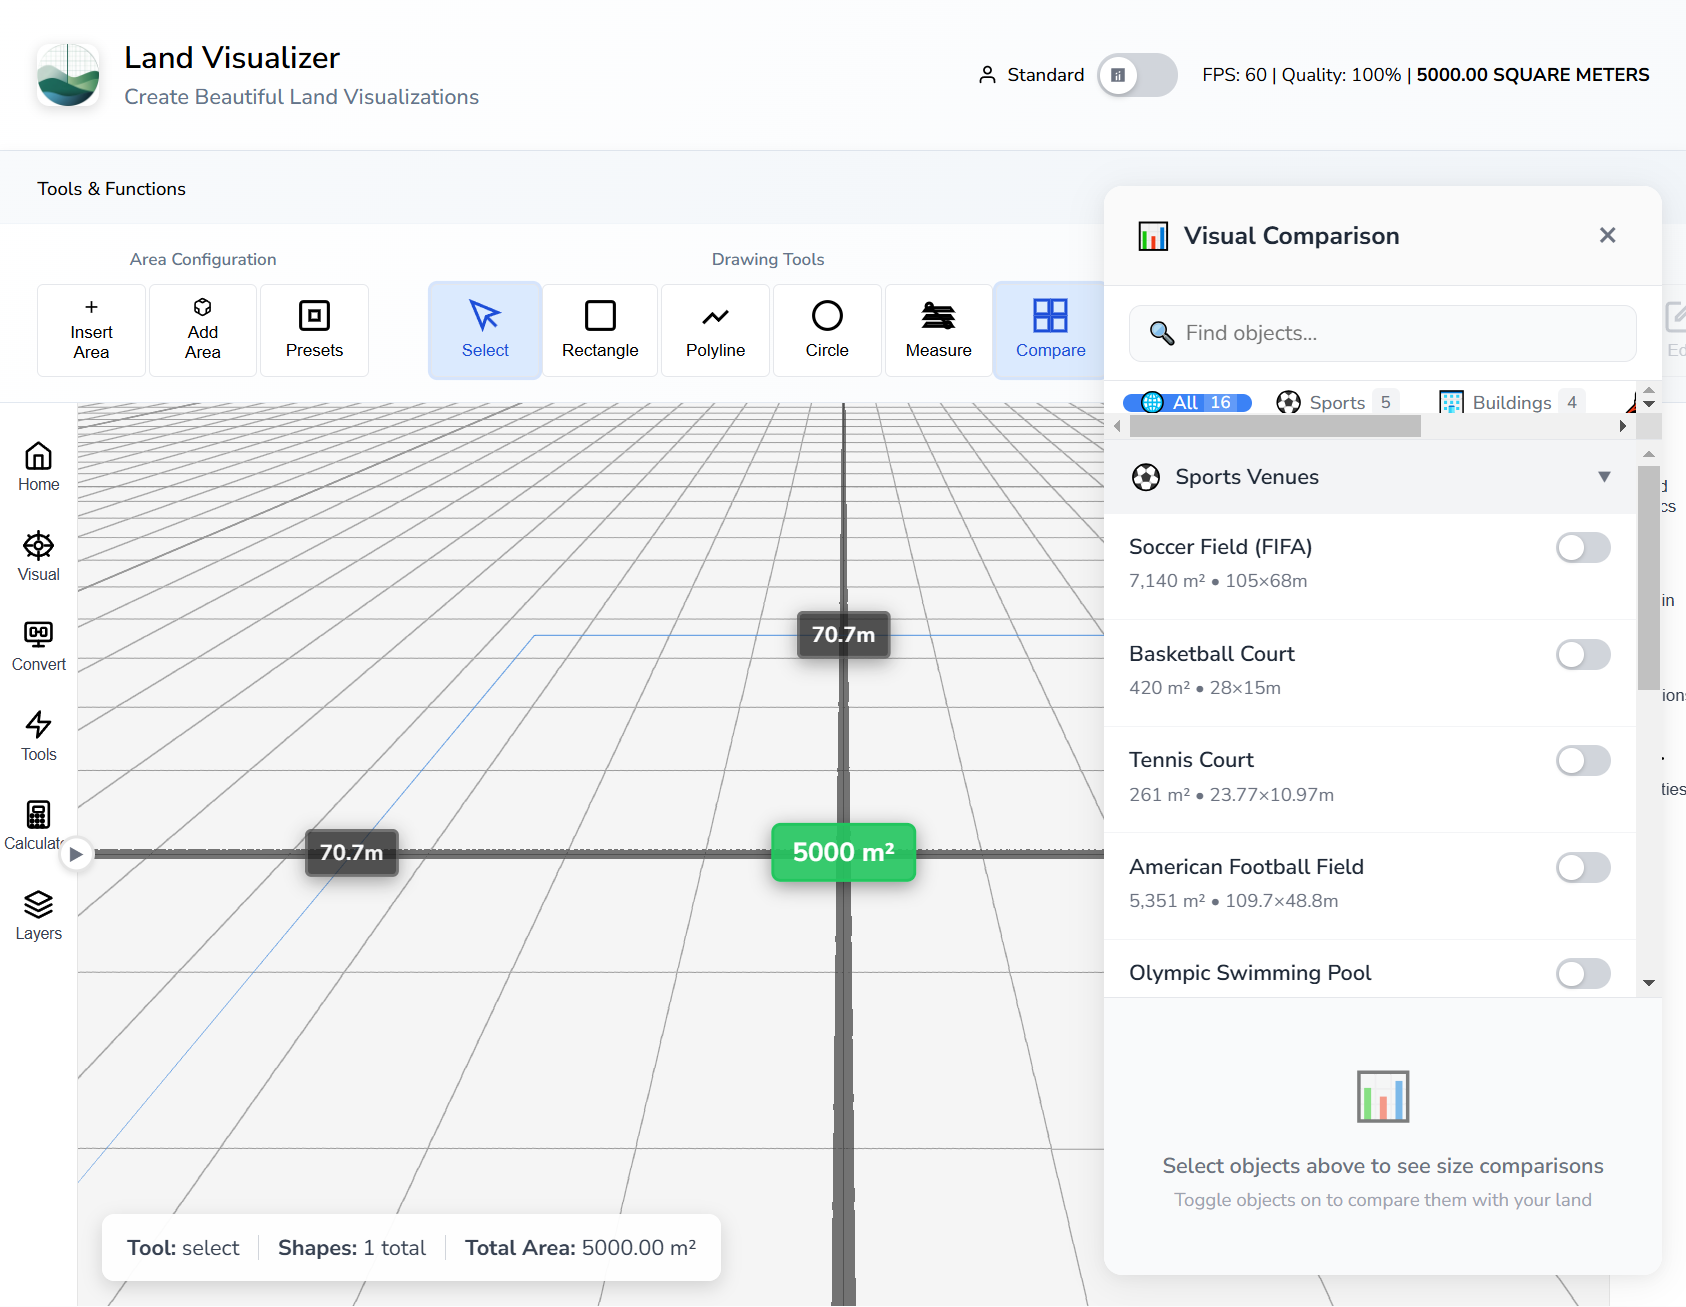 Land Visualizer
Create Beautiful Land Visualizations
Standard
FPS: 60 | Quality: 100% | 5000.00 SQUARE METERS
Tools & Functions
Area Configuration
Insert
Area
Add
Area
Presets
Drawing Tools
Select
Rectangle
Polyline
Circle
Measure
Compare
Home
Visual
Convert
Tools
Layers
70.7m
70.7m
5000 m²
Tool: select
Shapes: 1 total
Total Area: 5000.00 m²
Visual Comparison
Find objects...
All 16
Sports 5
Buildings 4
Sports Venues
Soccer Field (FIFA)
7,140 m² • 105×68m
Basketball Court
420 m² • 28×15m
Tennis Court
261 m² • 23.77×10.97m
American Football Field
5,351 m² • 109.7×48.8m
Olympic Swimming Pool
Select objects above to see size comparisons
Toggle objects on to compare them with your land